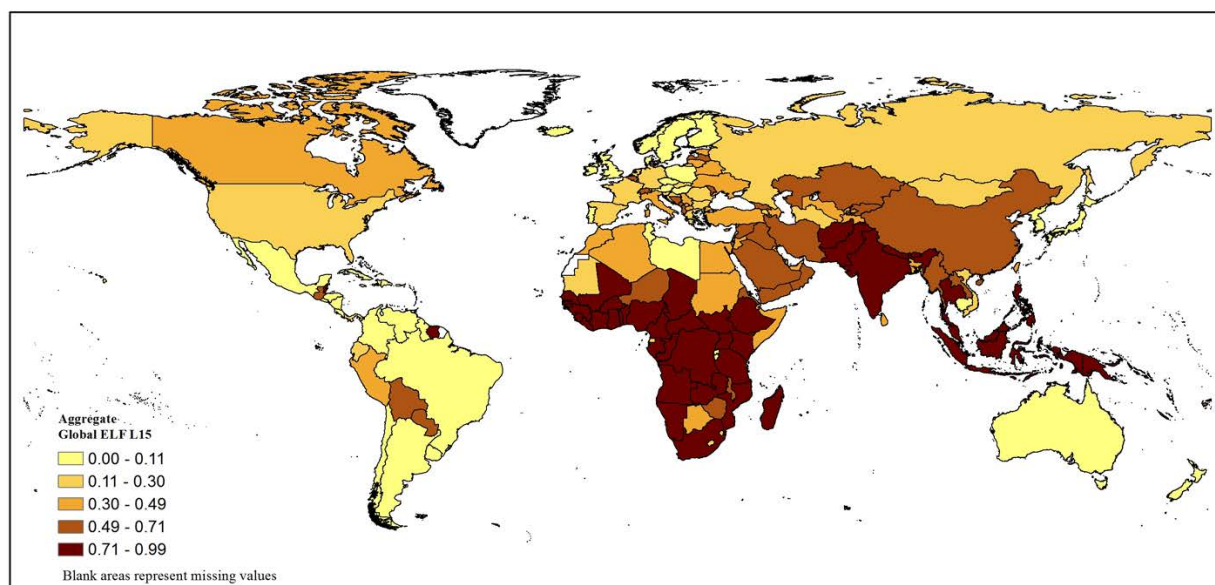 Aggregate
Global ELF L15
0.00 - 0.11
0.11 - 0.30
0.30 - 0.49
0.49 - 0.71
0.71 - 0.99
Blank areas represent missing values